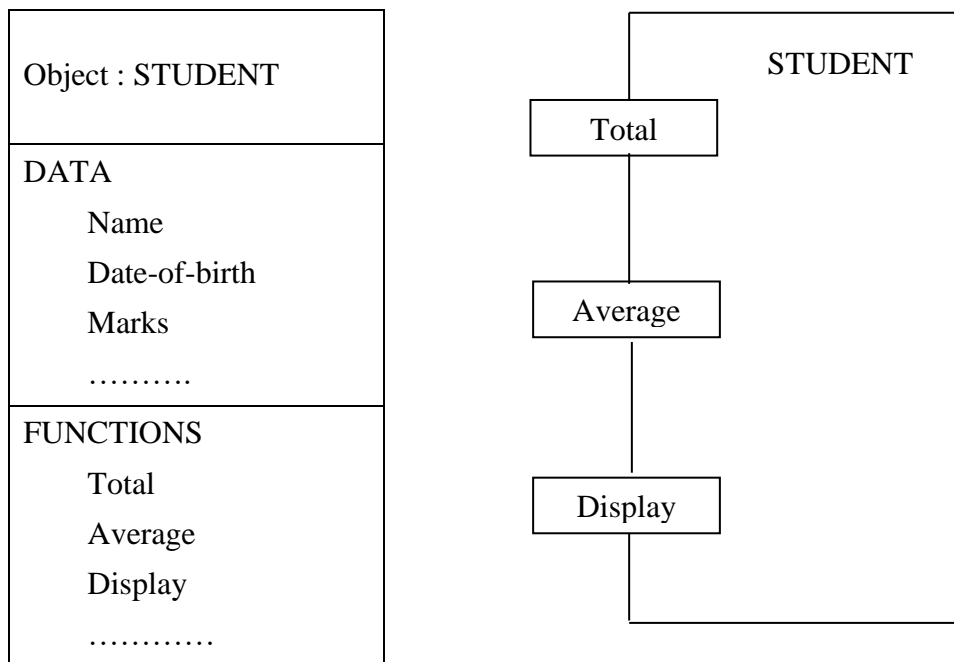 Object : STUDENT
DATA
Name
Date-of-birth
Marks
……….
FUNCTIONS
Total
Average
Display
…………
STUDENT
Total
Average
Display